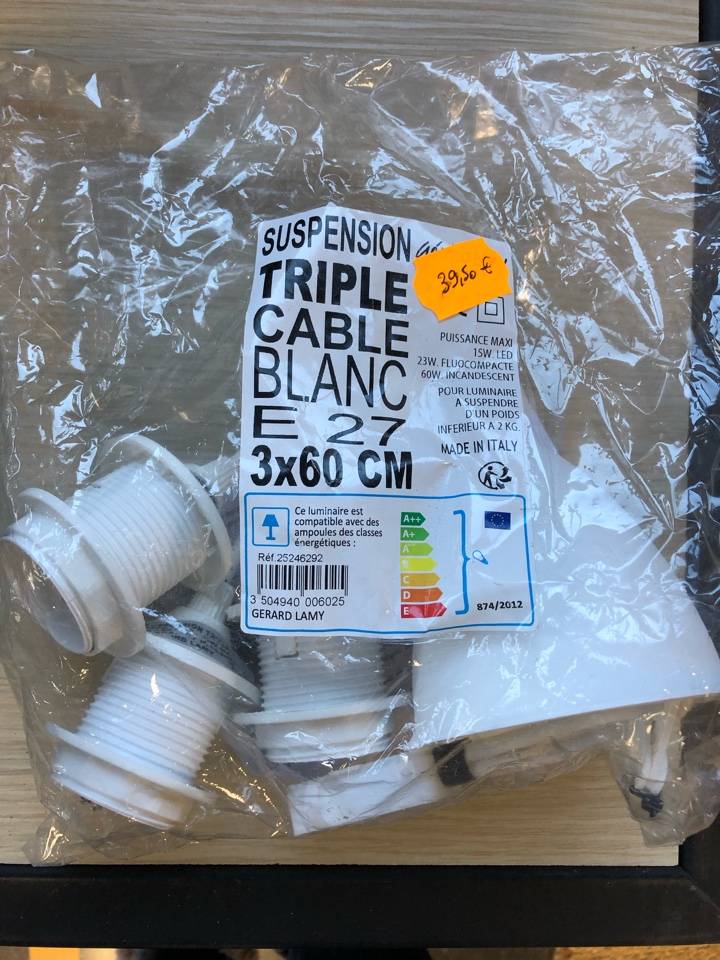 SUSPENSION
TRIPLE
CABLE
BLANC
E 27
3x60 CM
39,50 €
PUISSANCE MAXI
15W. LED
23W. FLUOCOMPACTE
60W. INCANDESCENT
POUR LUMINAIRE
A SUSPENDRE
D'UN POIDS
INFERIEUR A 2 KG.
MADE IN ITALY
Ce luminaire est
compatible avec des
ampoules des classes
énergétiques :
Réf.25246292
3 504940 006025
GERARD LAMY
A++
A+
A
B
C
D
E
874/2012